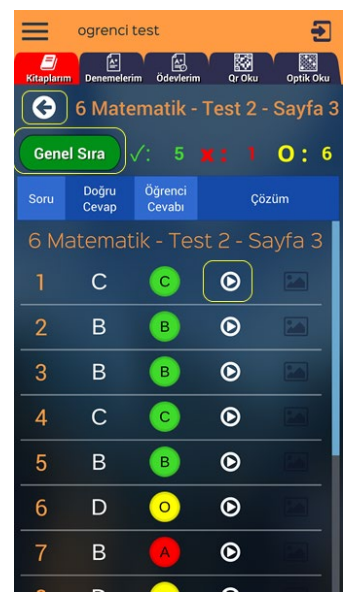 ogrenci test
Kitaplarım Denemelerim Ödevlerim Qr Oku Optik Oku
6 Matematik - Test 2 - Sayfa 3
Genel Sıra ✓: 5 x : 1 O : 6
Soru Doğru Cevap Öğrenci Cevabı Çözüm
6 Matematik - Test 2 - Sayfa 3
1 C C
2 B B
3 B B
4 C C
5 B B
6 D O
7 B A